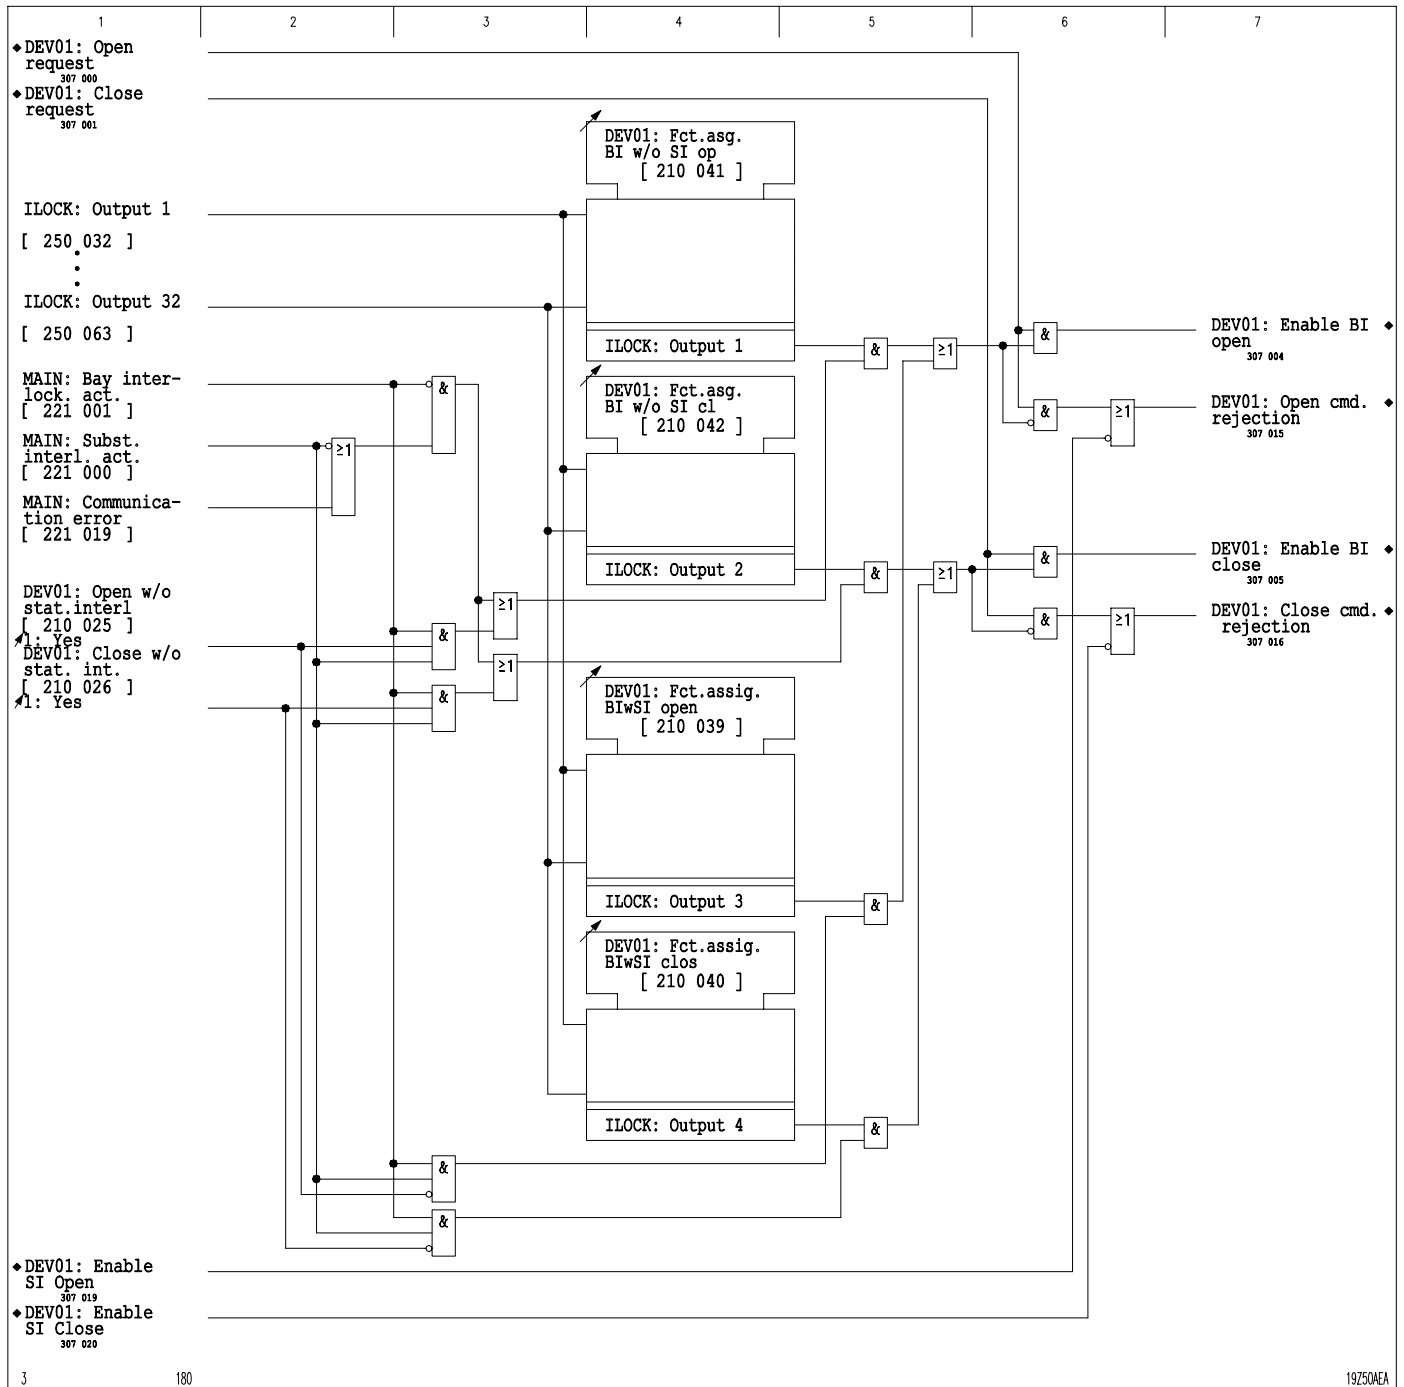 1 2 3 4 5 6 7
DEV01: Open
request
307 000
DEV01: Close
request
307 001
DEV01: Fct.asg.
BI w/o SI op
[ 210 041 ]
ILOCK: Output 1
[ 250 032 ]
ILOCK: Output 32
[ 250 063 ]
ILOCK: Output 1
&
≥1
&
DEV01: Enable BI
open
307 004
MAIN: Bay inter-
lock. act.
[ 221 001 ]
&
DEV01: Fct.asg.
BI w/o SI cl
[ 210 042 ]
&
≥1
DEV01: Open cmd.
rejection
307 015
MAIN: Subst.
interl. act.
[ 221 000 ]
≥1
MAIN: Communica-
tion error
[ 221 019 ]
ILOCK: Output 2
&
≥1
&
DEV01: Enable BI
close
307 005
DEV01: Open w/o
stat.interl
[ 210 025 ]
1: Yes
&
≥1
&
≥1
DEV01: Close cmd.
rejection
307 016
DEV01: Close w/o
stat. int.
[ 210 026 ]
1: Yes
&
≥1
DEV01: Fct.assig.
BIwSI open
[ 210 039 ]
ILOCK: Output 3
&
DEV01: Fct.assig.
BIwSI clos
[ 210 040 ]
ILOCK: Output 4
&
&
&
DEV01: Enable
SI Open
307 019
DEV01: Enable
SI Close
307 020
3 180 19Z50AEA